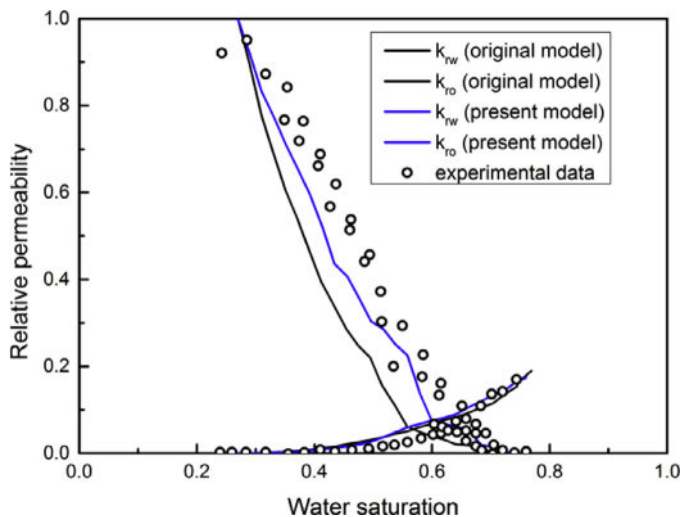 1.0
0.8
0.6
0.4
0.2
0.0
Relative permeability
k_rw (original model)
k_ro (original model)
k_rw (present model)
k_ro (present model)
experimental data
0.0 0.2 0.4 0.6 0.8 1.0
Water saturation